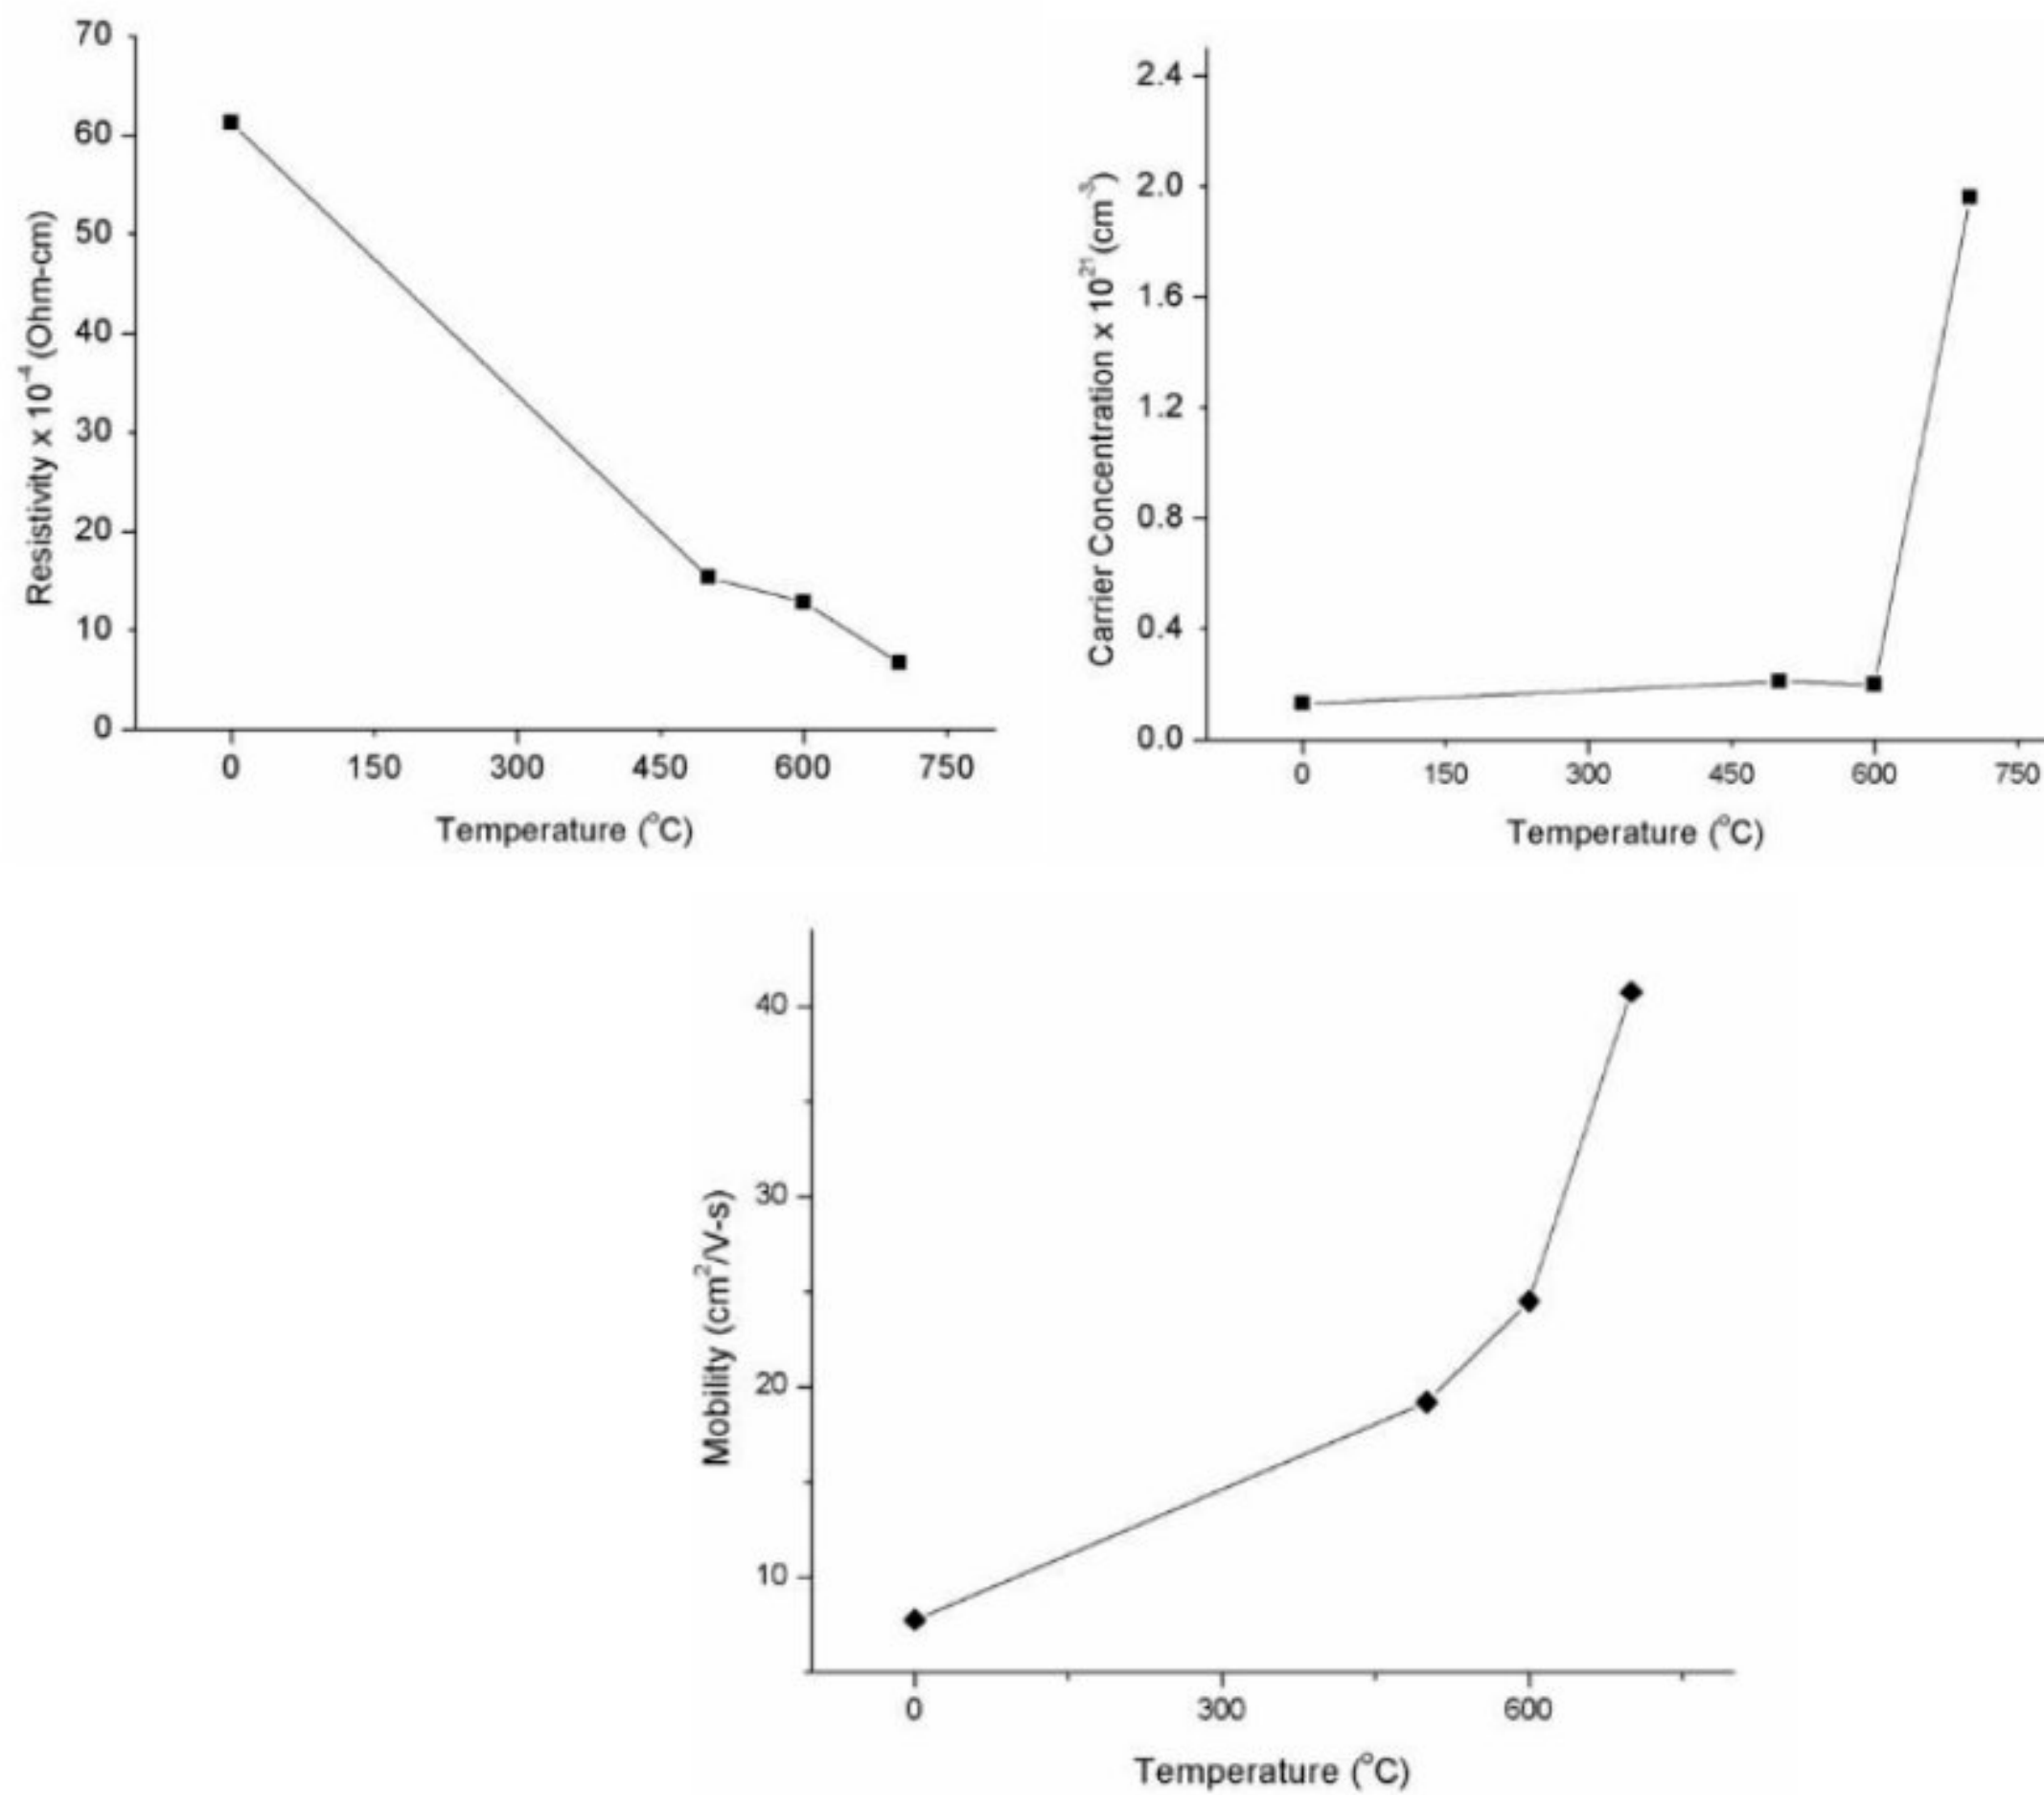 70
60
50
40
30
20
10
0
Resistivity x 10⁻⁴ (Ohm-cm)
0 150 300 450 600 750
Temperature (°C)
2.4
2.0
1.6
1.2
0.8
0.4
0.0
Carrier Concentration x 10²¹ (cm⁻³)
0 150 300 450 600 750
Temperature (°C)
40
30
20
10
Mobility (cm²/V-s)
0 300 600
Temperature (°C)